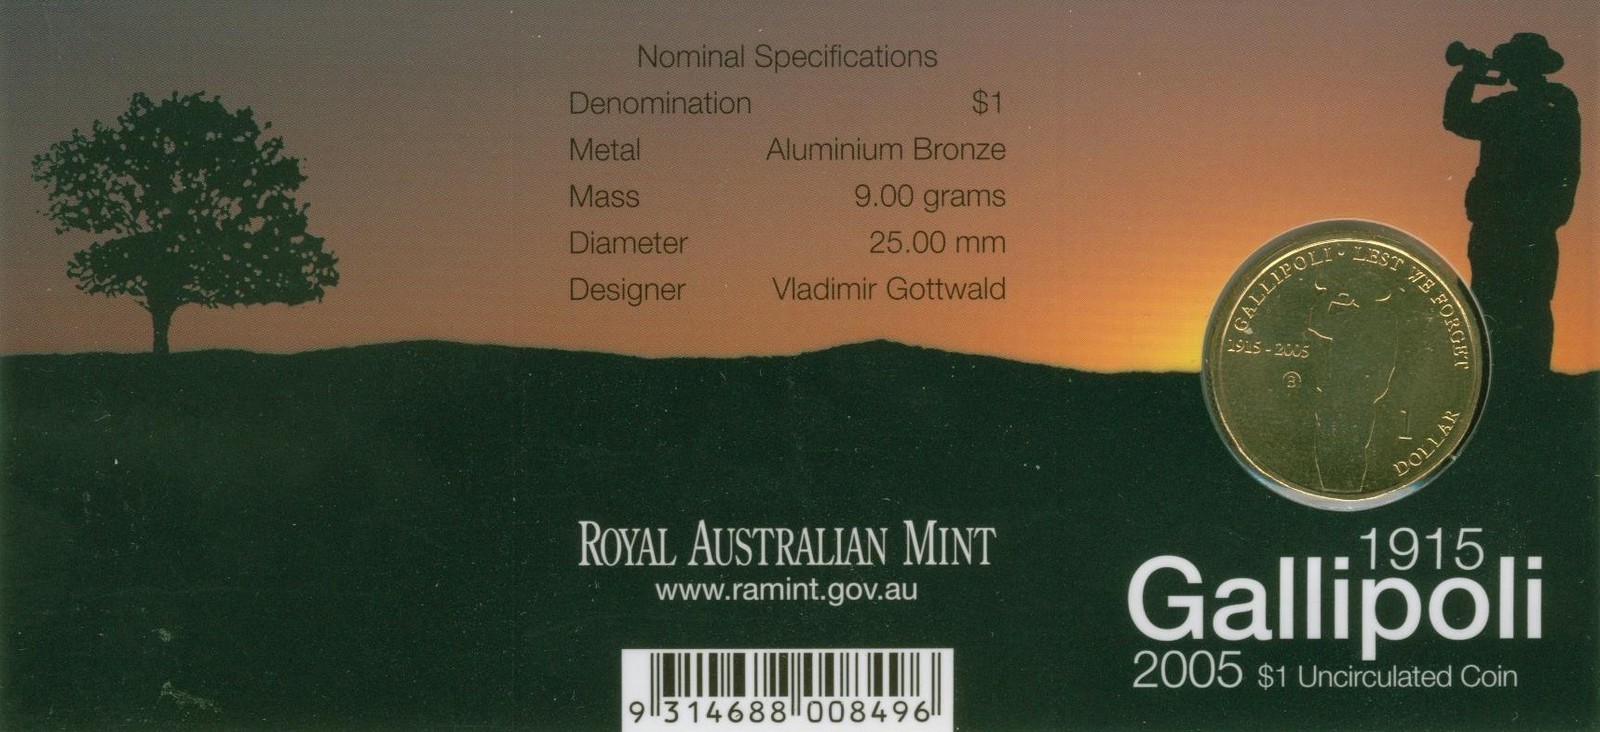 Nominal Specifications
Denomination $1
Metal Aluminium Bronze
Mass 9.00 grams
Diameter 25.00 mm
Designer Vladimir Gottwald
GALLIPOLI · LEST WE FORGET
1915 - 2005
B
1
DOLLAR
ROYAL AUSTRALIAN MINT
www.ramint.gov.au
1915
Gallipoli
2005 $1 Uncirculated Coin
9 314688 008496